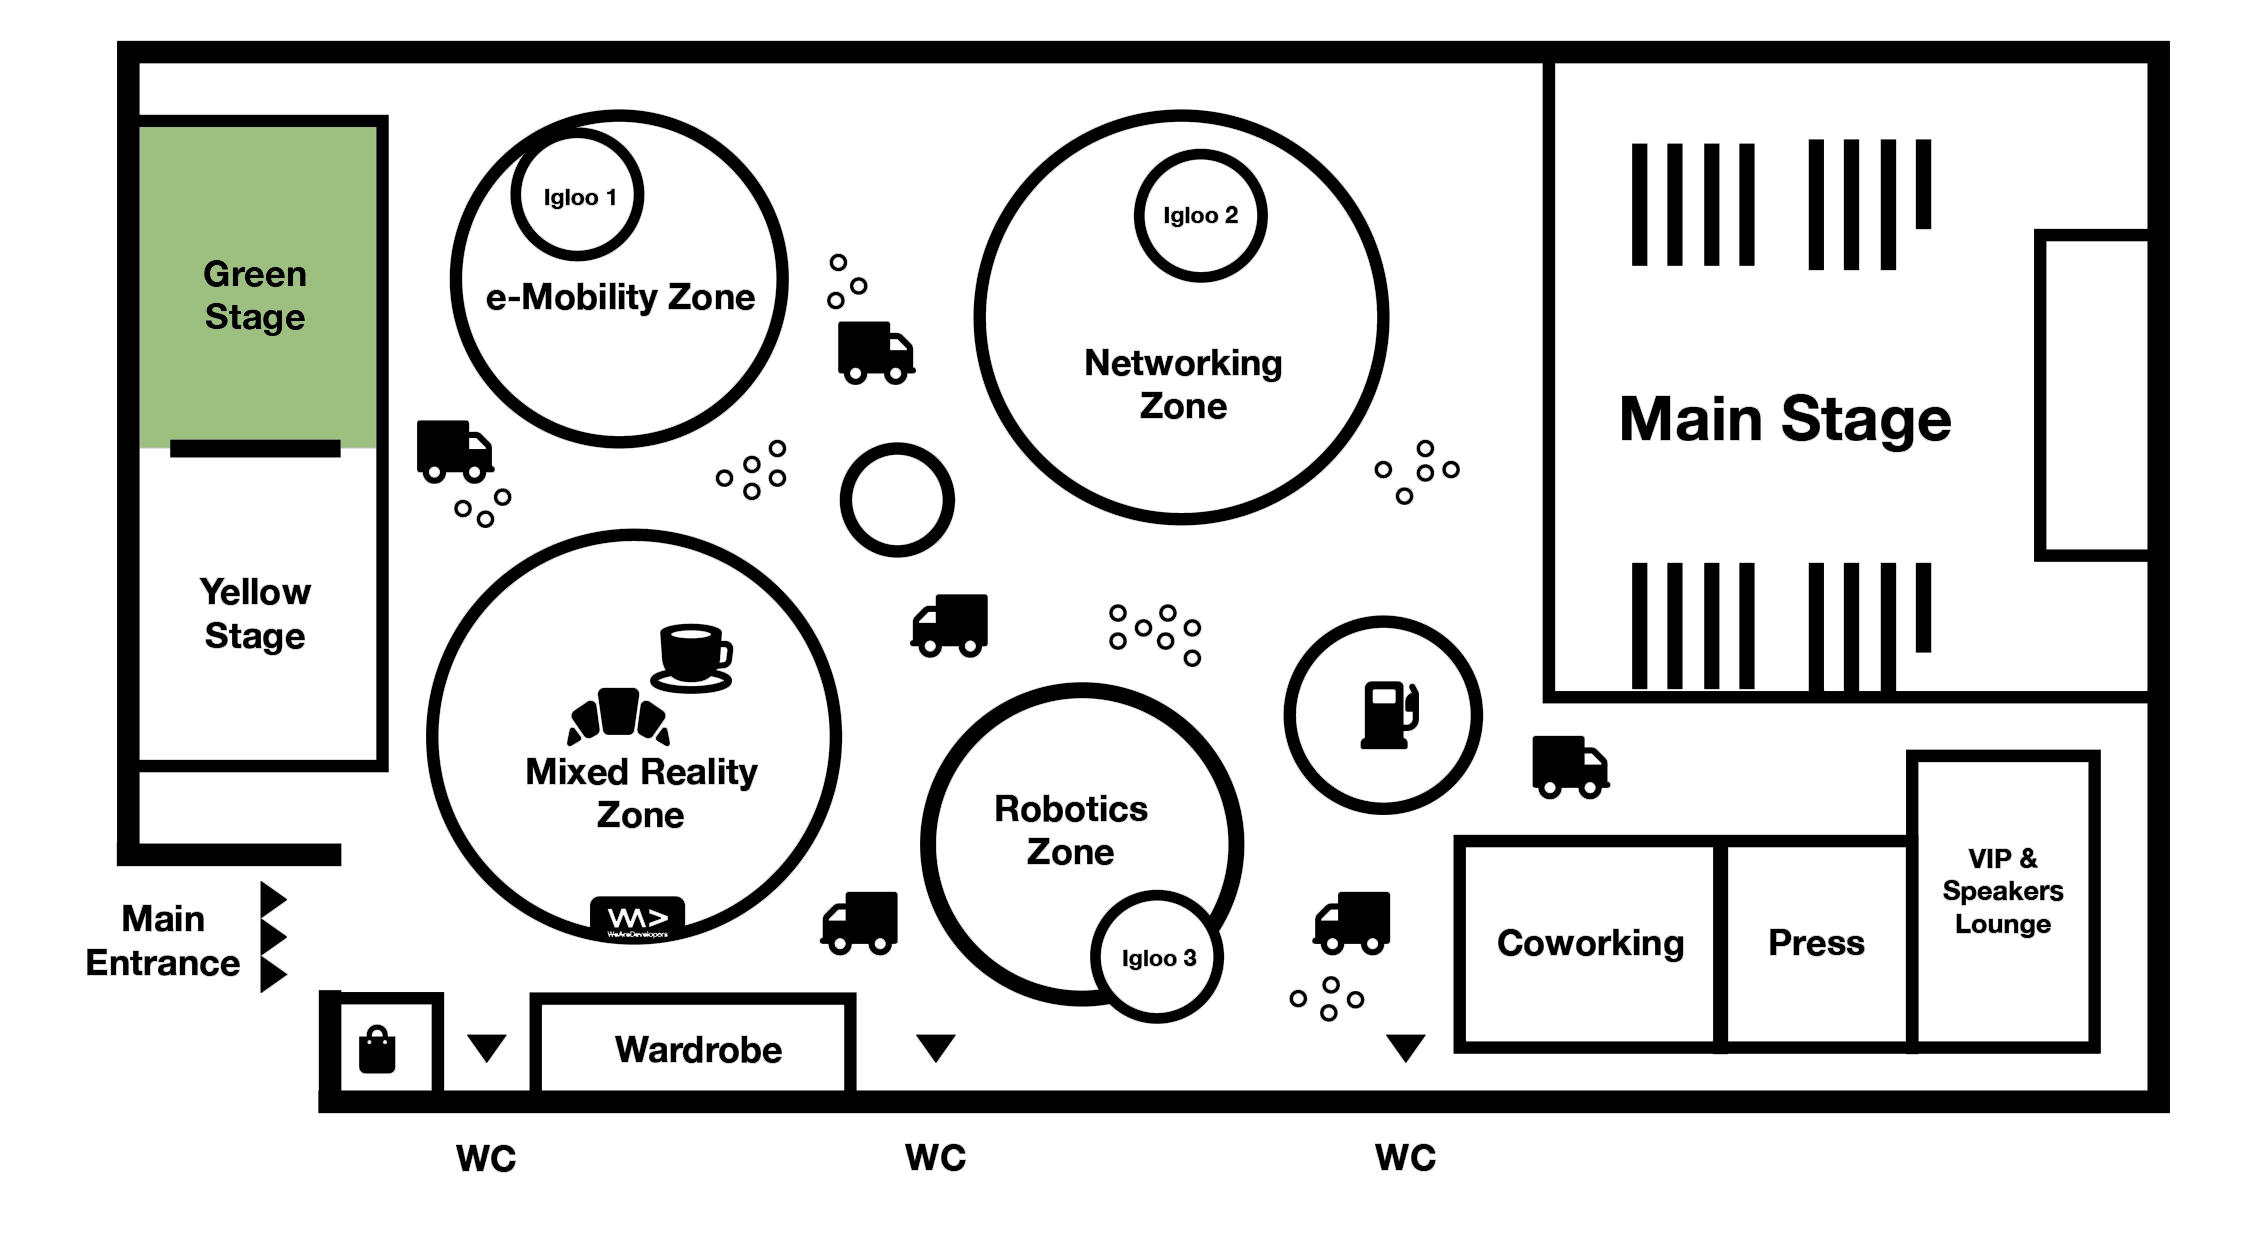 Igloo 1
Igloo 2
Green
Stage
e-Mobility Zone
Networking
Zone
Main Stage
Yellow
Stage
Mixed Reality
Zone
Robotics
Zone
VIP &
Speakers
Lounge
Main
Entrance
WeAreDevelopers
Coworking
Press
Igloo 3
Wardrobe
WC
WC
WC